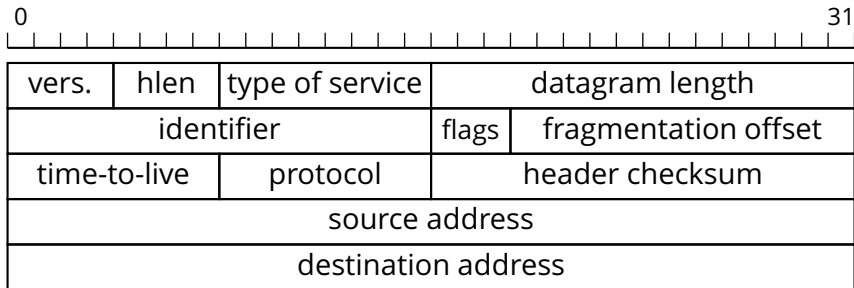 0 31
vers. hlen type of service datagram length
identifier flags fragmentation offset
time-to-live protocol header checksum
source address
destination address